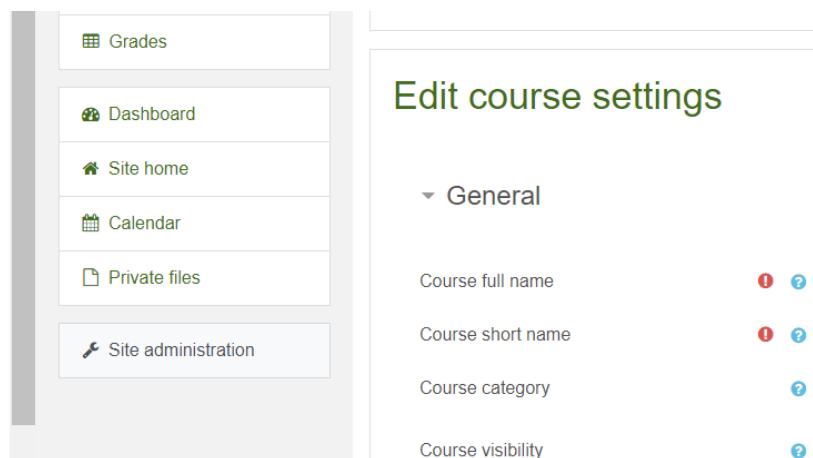 Grades
Dashboard
Site home
Calendar
Private files
Site administration
Edit course settings
General
Course full name
Course short name
Course category
Course visibility